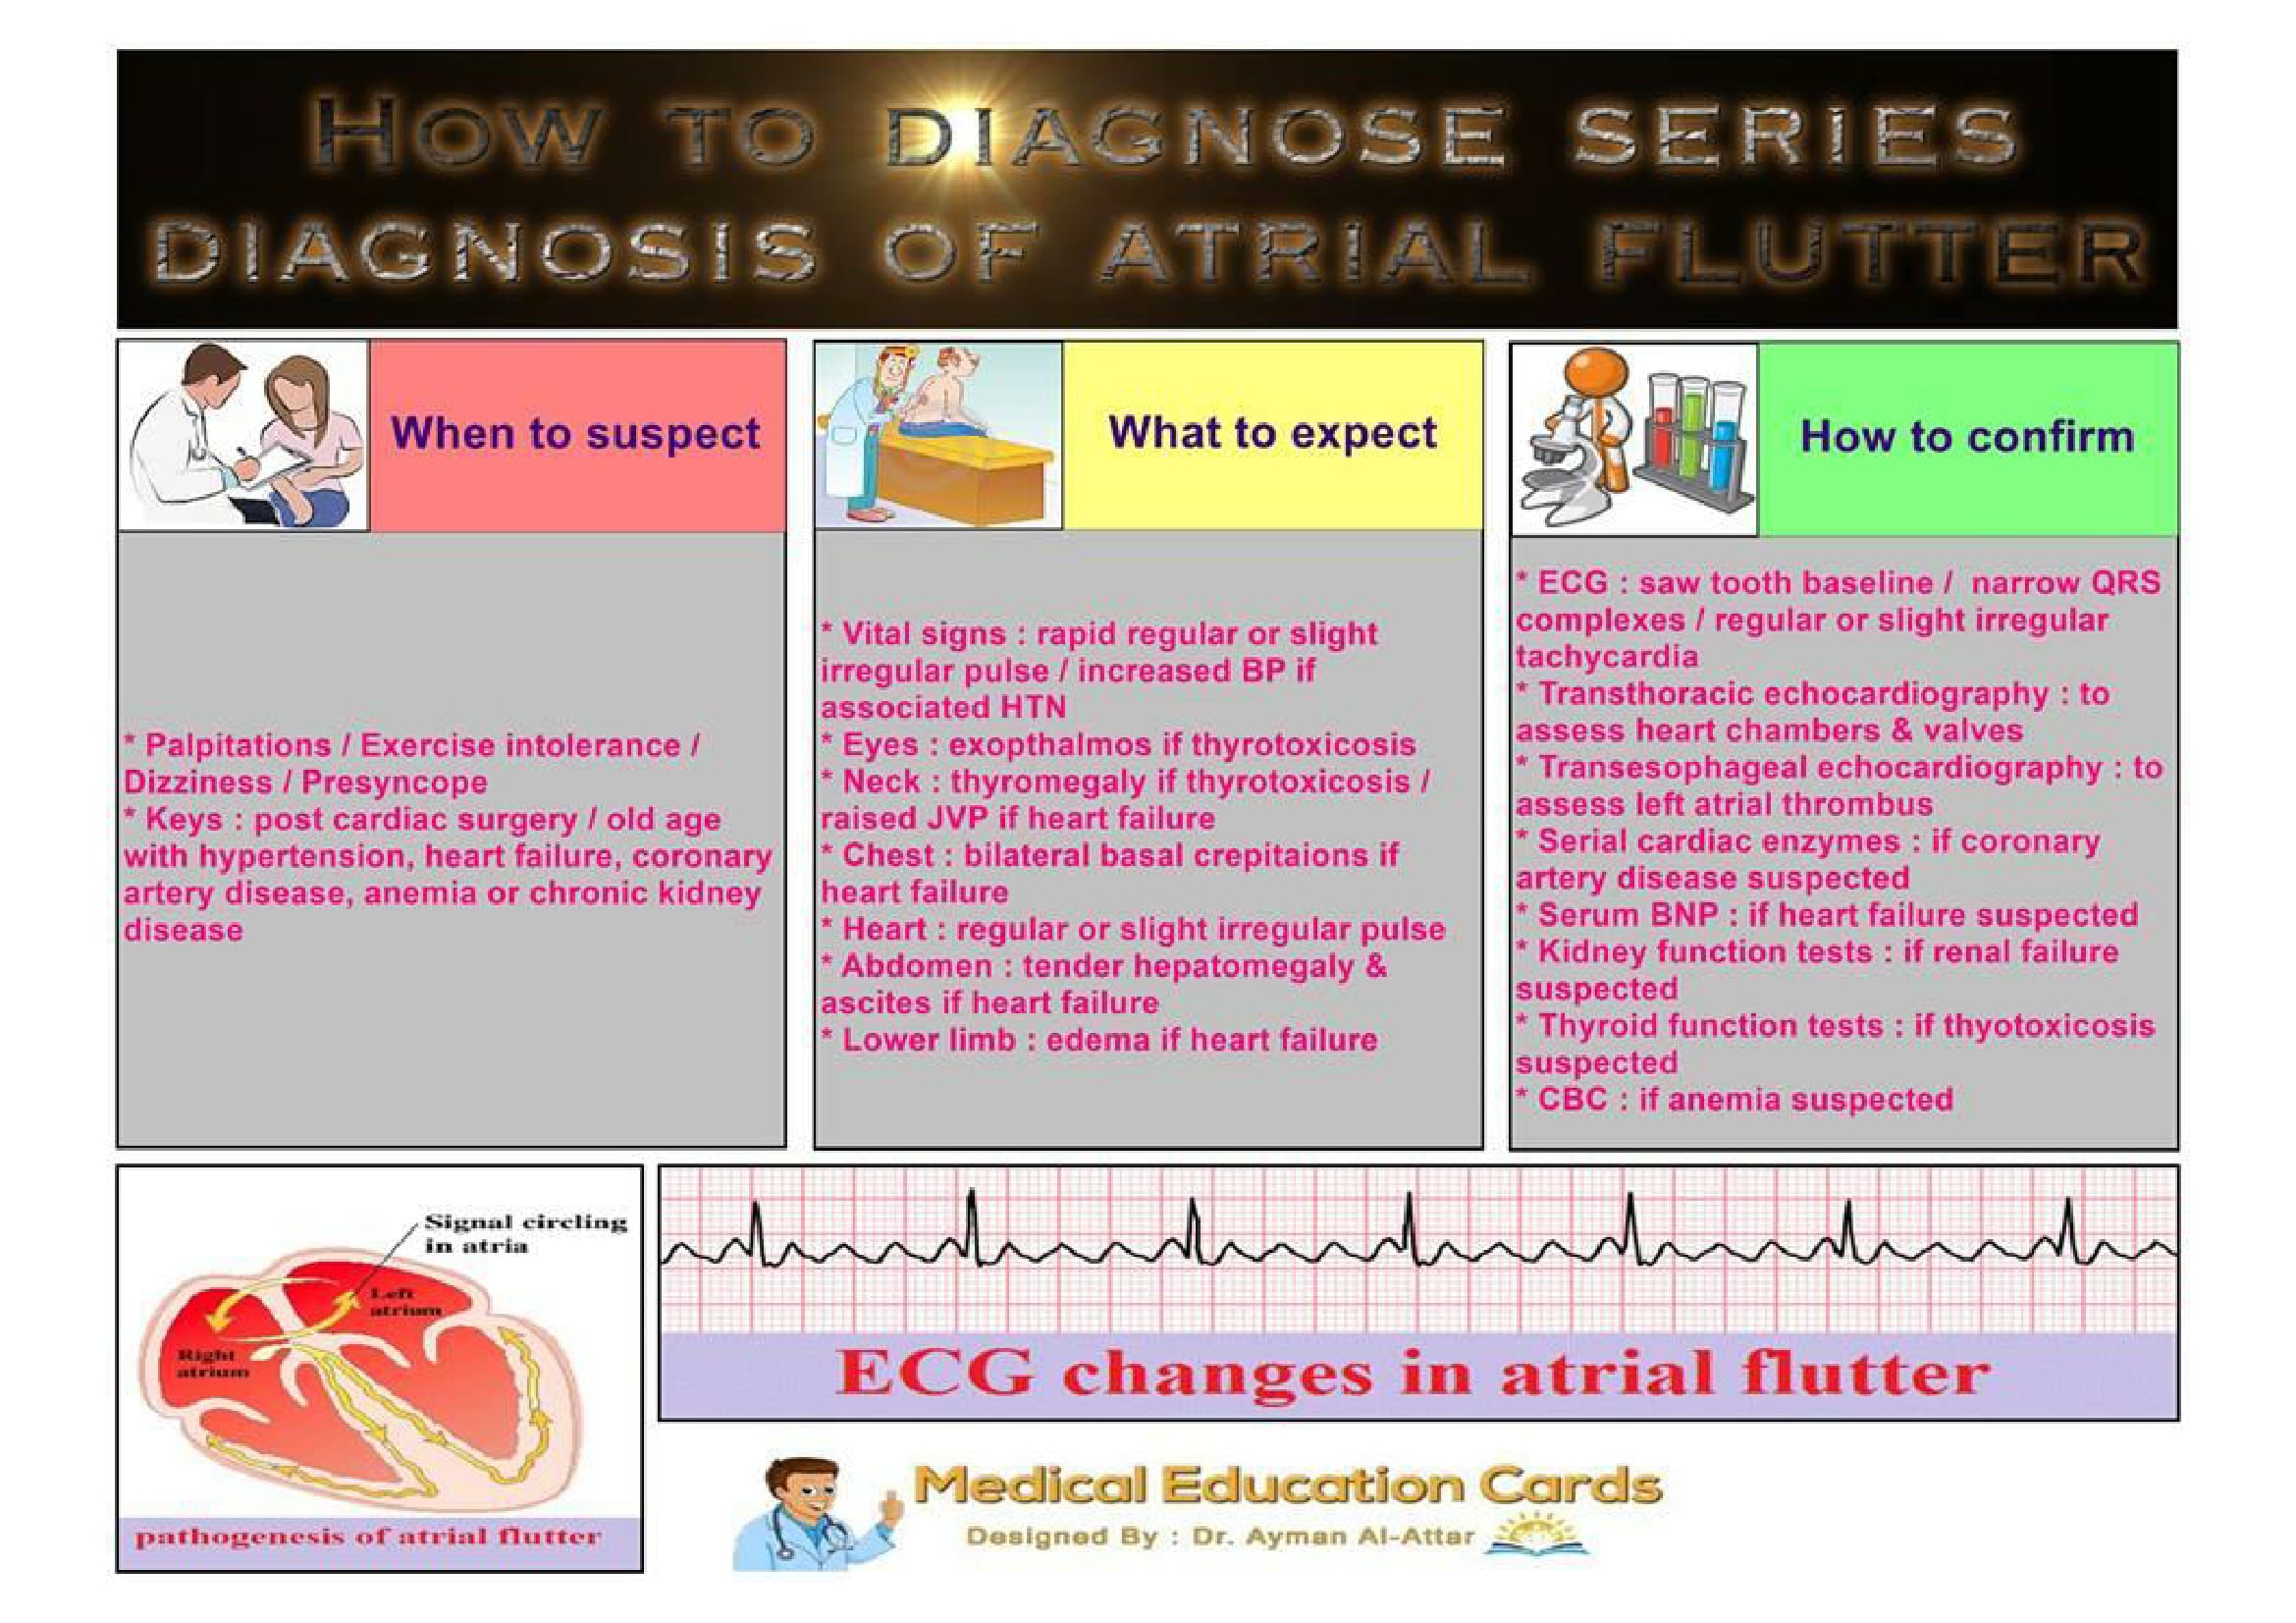 HOW TO DIAGNOSE SERIES
DIAGNOSIS OF ATRIAL FLUTTER
When to suspect
* Palpitations / Exercise intolerance /
Dizziness / Presyncope
* Keys : post cardiac surgery / old age
with hypertension, heart failure, coronary
artery disease, anemia or chronic kidney
disease
What to expect
* Vital signs : rapid regular or slight
irregular pulse / increased BP if
associated HTN
* Eyes : exopthalmos if thyrotoxicosis
* Neck : thyromegaly if thyrotoxicosis /
raised JVP if heart failure
* Chest : bilateral basal crepitaions if
heart failure
* Heart : regular or slight irregular pulse
* Abdomen : tender hepatomegaly &
ascites if heart failure
* Lower limb : edema if heart failure
How to confirm
* ECG : saw tooth baseline / narrow QRS
complexes / regular or slight irregular
tachycardia
* Transthoracic echocardiography : to
assess heart chambers & valves
* Transesophageal echocardiography : to
assess left atrial thrombus
* Serial cardiac enzymes : if coronary
artery disease suspected
* Serum BNP : if heart failure suspected
* Kidney function tests : if renal failure
suspected
* Thyroid function tests : if thyotoxicosis
suspected
* CBC : if anemia suspected
Signal circling
in atria
Left
atrium
Right
atrium
pathogenesis of atrial flutter
ECG changes in atrial flutter
Medical Education Cards
Designed By : Dr. Ayman Al-Attar